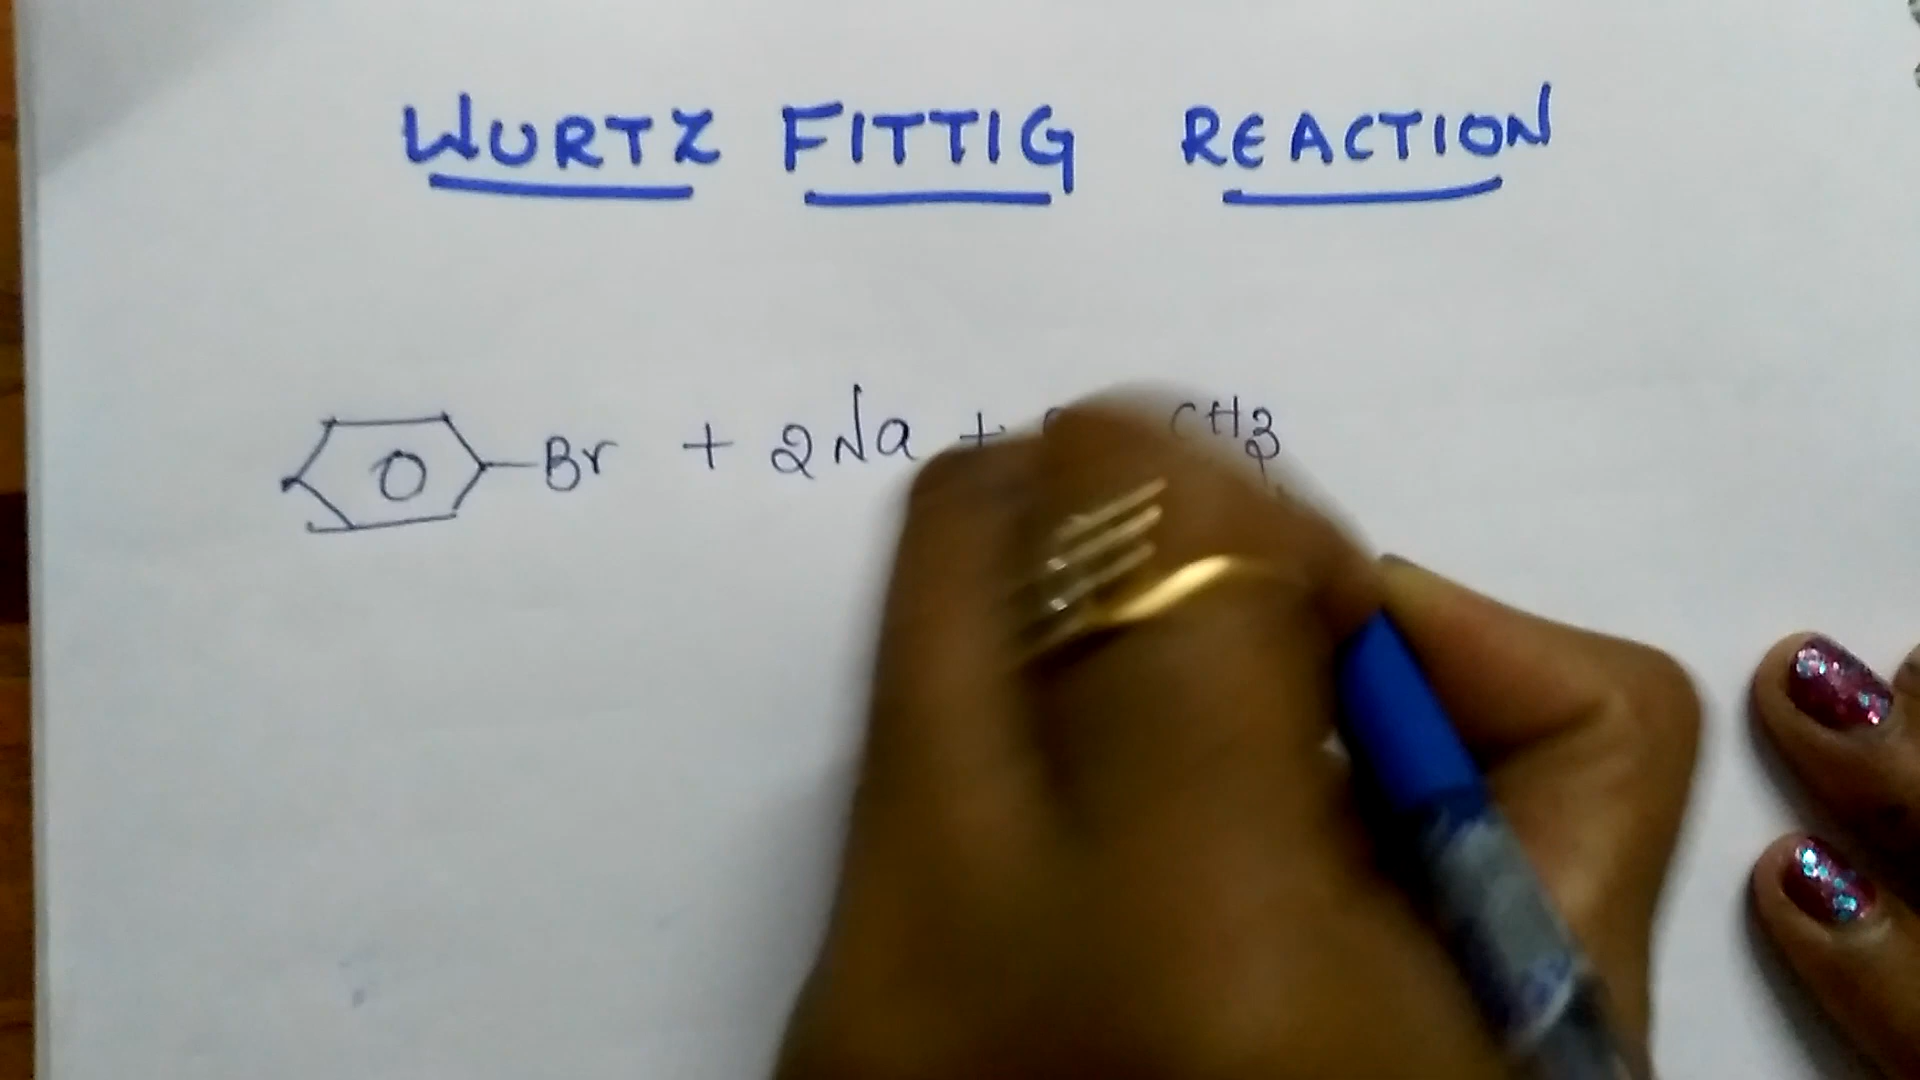 WURTZ FITTIG REACTION
Br + 2Na + CH3